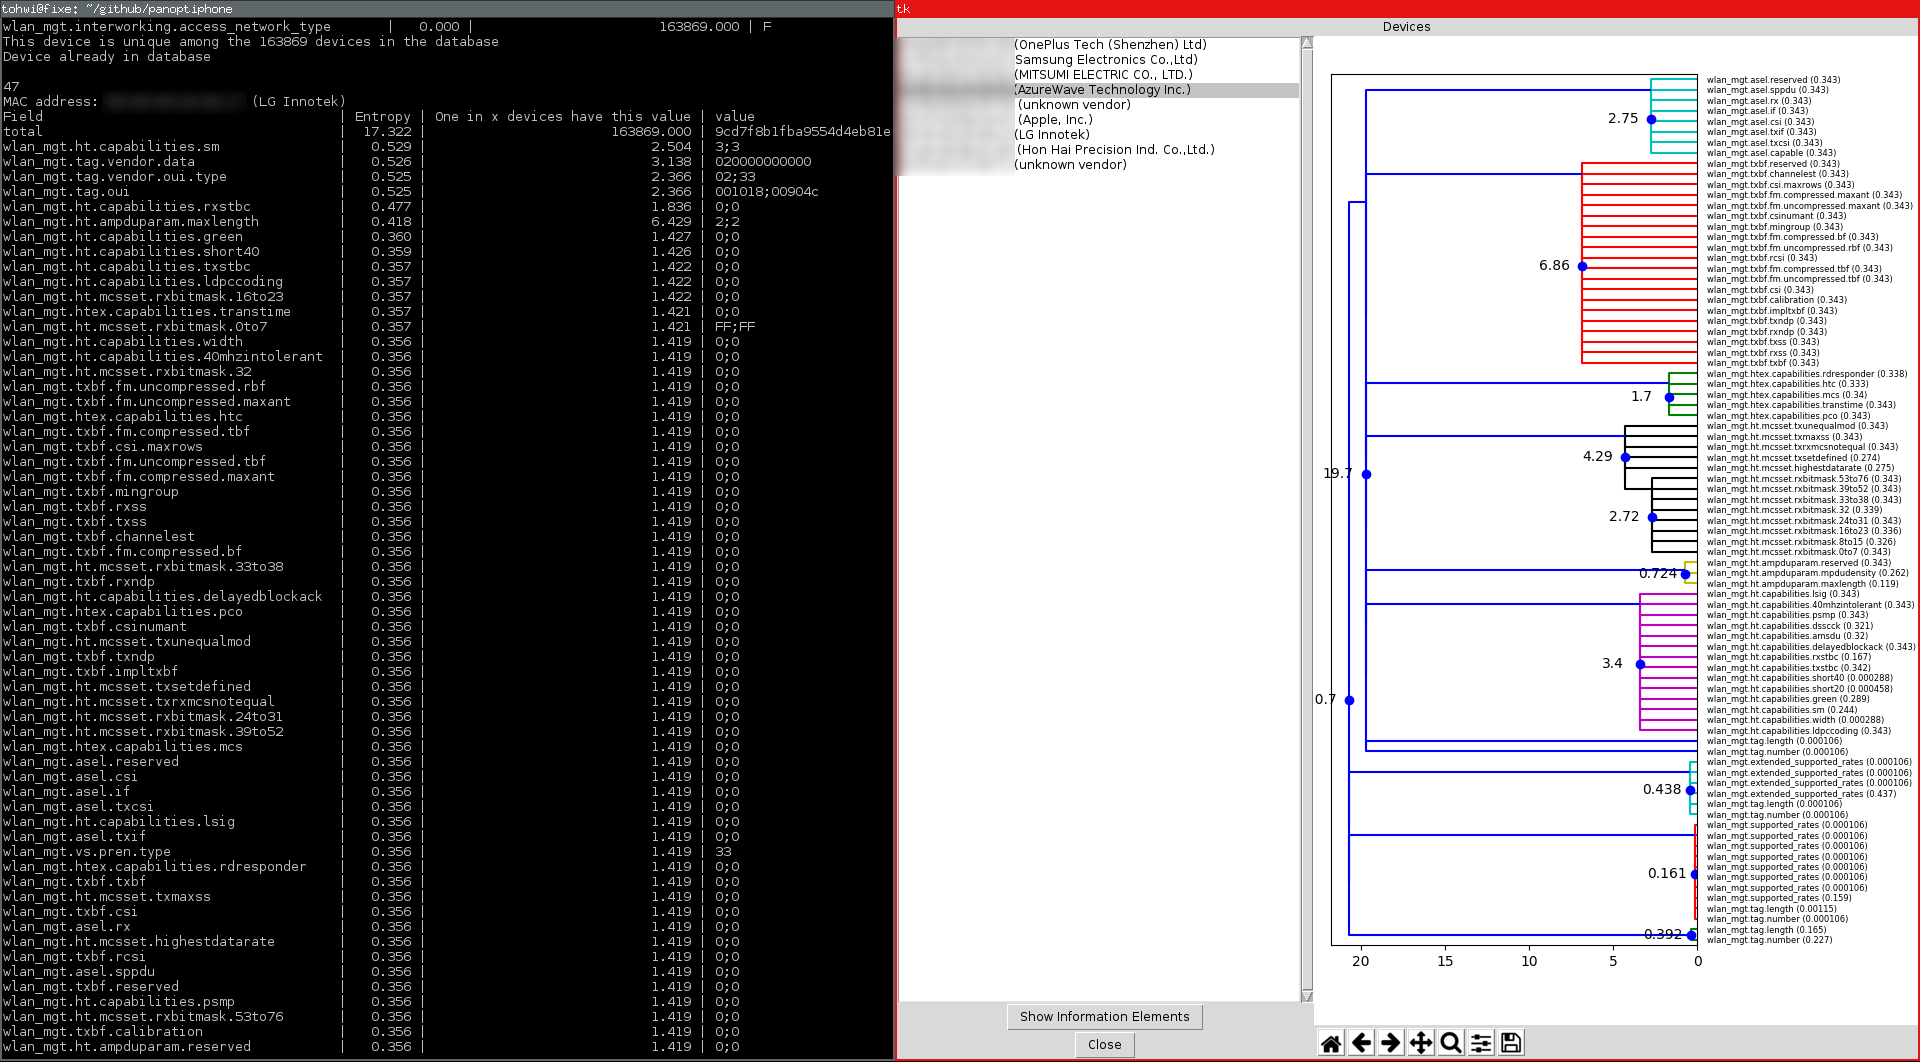 tohwi@fixe: ~/github/panoptiphone
wlan_mgt.interworking.access_network_type | 0.000 | 163869.000 | F
This device is unique among the 163869 devices in the database
Device already in database
47
MAC address: (LG Innotek)
Field | Entropy | One in x devices have this value | value
total 17.322 | 163869.000 | 9cd7f8b1fba9554d4eb81e
wlan_mgt.ht.capabilities.sm | 0.529 | 2.504 | 3;3
wlan_mgt.tag.vendor.data | 0.526 | 3.138 | 020000000000
wlan_mgt.tag.vendor.oui.type | 0.525 | 2.366 | 02;33
wlan_mgt.tag.oui | 0.525 | 2.366 | 001018;00904c
wlan_mgt.ht.capabilities.rxstbc | 0.477 | 1.836 | 0;0
wlan_mgt.ht.ampduparam.maxlength | 0.418 | 6.429 | 2;2
wlan_mgt.ht.capabilities.green | 0.360 | 1.427 | 0;0
wlan_mgt.ht.capabilities.short40 | 0.359 | 1.426 | 0;0
wlan_mgt.ht.capabilities.txstbc | 0.357 | 1.422 | 0;0
wlan_mgt.ht.capabilities.ldpccoding | 0.357 | 1.422 | 0;0
wlan_mgt.ht.mcsset.rxbitmask.16to23 | 0.357 | 1.422 | 0;0
wlan_mgt.htex.capabilities.transtime | 0.357 | 1.421 | 0;0
wlan_mgt.ht.mcsset.rxbitmask.0to7 | 0.357 | 1.421 | FF;FF
wlan_mgt.ht.capabilities.width | 0.356 | 1.419 | 0;0
wlan_mgt.ht.capabilities.40mhzintolerant | 0.356 | 1.419 | 0;0
wlan_mgt.ht.mcsset.rxbitmask.32 | 0.356 | 1.419 | 0;0
wlan_mgt.txbf.fm.uncompressed.rbf | 0.356 | 1.419 | 0;0
wlan_mgt.txbf.fm.uncompressed.maxant | 0.356 | 1.419 | 0;0
wlan_mgt.htex.capabilities.htc | 0.356 | 1.419 | 0;0
wlan_mgt.txbf.fm.compressed.tbf | 0.356 | 1.419 | 0;0
wlan_mgt.txbf.csi.maxrows | 0.356 | 1.419 | 0;0
wlan_mgt.txbf.fm.uncompressed.tbf | 0.356 | 1.419 | 0;0
wlan_mgt.txbf.fm.compressed.maxant | 0.356 | 1.419 | 0;0
wlan_mgt.txbf.mingroup | 0.356 | 1.419 | 0;0
wlan_mgt.txbf.rxss | 0.356 | 1.419 | 0;0
wlan_mgt.txbf.txss | 0.356 | 1.419 | 0;0
wlan_mgt.txbf.channelest | 0.356 | 1.419 | 0;0
wlan_mgt.txbf.fm.compressed.bf | 0.356 | 1.419 | 0;0
wlan_mgt.ht.mcsset.rxbitmask.33to38 | 0.356 | 1.419 | 0;0
wlan_mgt.txbf.rxndp | 0.356 | 1.419 | 0;0
wlan_mgt.ht.capabilities.delayedblockack | 0.356 | 1.419 | 0;0
wlan_mgt.htex.capabilities.pco | 0.356 | 1.419 | 0;0
wlan_mgt.txbf.csinumant | 0.356 | 1.419 | 0;0
wlan_mgt.ht.mcsset.txunequalmod | 0.356 | 1.419 | 0;0
wlan_mgt.txbf.txndp | 0.356 | 1.419 | 0;0
wlan_mgt.txbf.impltxbf | 0.356 | 1.419 | 0;0
wlan_mgt.ht.mcsset.txsetdefined | 0.356 | 1.419 | 0;0
wlan_mgt.ht.mcsset.txrxmcsnotequal | 0.356 | 1.419 | 0;0
wlan_mgt.ht.mcsset.rxbitmask.24to31 | 0.356 | 1.419 | 0;0
wlan_mgt.ht.mcsset.rxbitmask.39to52 | 0.356 | 1.419 | 0;0
wlan_mgt.htex.capabilities.mcs | 0.356 | 1.419 | 0;0
wlan_mgt.asel.reserved | 0.356 | 1.419 | 0;0
wlan_mgt.asel.csi | 0.356 | 1.419 | 0;0
wlan_mgt.asel.if | 0.356 | 1.419 | 0;0
wlan_mgt.asel.txcsi | 0.356 | 1.419 | 0;0
wlan_mgt.ht.capabilities.lsig | 0.356 | 1.419 | 0;0
wlan_mgt.asel.txif | 0.356 | 1.419 | 0;0
wlan_mgt.vs.pren.type | 0.356 | 1.419 | 33
wlan_mgt.htex.capabilities.rdresponder | 0.356 | 1.419 | 0;0
wlan_mgt.txbf.txbf | 0.356 | 1.419 | 0;0
wlan_mgt.ht.mcsset.txmaxss | 0.356 | 1.419 | 0;0
wlan_mgt.txbf.csi | 0.356 | 1.419 | 0;0
wlan_mgt.asel.rx | 0.356 | 1.419 | 0;0
wlan_mgt.ht.mcsset.highestdatarate | 0.356 | 1.419 | 0;0
wlan_mgt.txbf.rcsi | 0.356 | 1.419 | 0;0
wlan_mgt.asel.sppdu | 0.356 | 1.419 | 0;0
wlan_mgt.txbf.reserved | 0.356 | 1.419 | 0;0
wlan_mgt.ht.capabilities.psmp | 0.356 | 1.419 | 0;0
wlan_mgt.ht.mcsset.rxbitmask.53to76 | 0.356 | 1.419 | 0;0
wlan_mgt.txbf.calibration | 0.356 | 1.419 | 0;0
wlan_mgt.ht.ampduparam.reserved | 0.356 | 1.419 | 0;0
tk
Devices
(OnePlus Tech (Shenzhen) Ltd)
Samsung Electronics Co.,Ltd)
(MITSUMI ELECTRIC CO., LTD.)
(AzureWave Technology Inc.)
(unknown vendor)
(Apple, Inc.)
(LG Innotek)
(Hon Hai Precision Ind. Co.,Ltd.)
(unknown vendor)
Show Information Elements
Close
2.75
6.86
1.7
4.29
19.7
2.72
0.724
3.4
0.7
0.438
0.161
0.392
20 15 10 5 0
wlan_mgt.asel.reserved (0.343)
wlan_mgt.asel.sppdu (0.343)
wlan_mgt.asel.rx (0.343)
wlan_mgt.asel.if (0.343)
wlan_mgt.asel.csi (0.343)
wlan_mgt.asel.txif (0.343)
wlan_mgt.asel.txcsi (0.343)
wlan_mgt.asel.capable (0.343)
wlan_mgt.txbf.reserved (0.343)
wlan_mgt.txbf.channelest (0.343)
wlan_mgt.txbf.csi.maxrows (0.343)
wlan_mgt.txbf.fm.compressed.maxant (0.343)
wlan_mgt.txbf.fm.uncompressed.maxant (0.343)
wlan_mgt.txbf.csinumant (0.343)
wlan_mgt.txbf.mingroup (0.343)
wlan_mgt.txbf.fm.compressed.bf (0.343)
wlan_mgt.txbf.fm.uncompressed.rbf (0.343)
wlan_mgt.txbf.rcsi (0.343)
wlan_mgt.txbf.fm.compressed.tbf (0.343)
wlan_mgt.txbf.fm.uncompressed.tbf (0.343)
wlan_mgt.txbf.csi (0.343)
wlan_mgt.txbf.calibration (0.343)
wlan_mgt.txbf.impltxbf (0.343)
wlan_mgt.txbf.txndp (0.343)
wlan_mgt.txbf.rxndp (0.343)
wlan_mgt.txbf.txss (0.343)
wlan_mgt.txbf.rxss (0.343)
wlan_mgt.txbf.txbf (0.343)
wlan_mgt.htex.capabilities.rdresponder (0.338)
wlan_mgt.htex.capabilities.htc (0.333)
wlan_mgt.htex.capabilities.mcs (0.34)
wlan_mgt.htex.capabilities.transtime (0.343)
wlan_mgt.htex.capabilities.pco (0.343)
wlan_mgt.ht.mcsset.txunequalmod (0.343)
wlan_mgt.ht.mcsset.txmaxss (0.343)
wlan_mgt.ht.mcsset.txrxmcsnotequal (0.343)
wlan_mgt.ht.mcsset.txsetdefined (0.274)
wlan_mgt.ht.mcsset.highestdatarate (0.275)
wlan_mgt.ht.mcsset.rxbitmask.53to76 (0.343)
wlan_mgt.ht.mcsset.rxbitmask.39to52 (0.343)
wlan_mgt.ht.mcsset.rxbitmask.33to38 (0.343)
wlan_mgt.ht.mcsset.rxbitmask.32 (0.339)
wlan_mgt.ht.mcsset.rxbitmask.24to31 (0.343)
wlan_mgt.ht.mcsset.rxbitmask.16to23 (0.336)
wlan_mgt.ht.mcsset.rxbitmask.8to15 (0.326)
wlan_mgt.ht.mcsset.rxbitmask.0to7 (0.343)
wlan_mgt.ht.ampduparam.reserved (0.343)
wlan_mgt.ht.ampduparam.mpdudensity (0.262)
wlan_mgt.ht.ampduparam.maxlength (0.119)
wlan_mgt.ht.capabilities.lsig (0.343)
wlan_mgt.ht.capabilities.40mhzintolerant (0.343)
wlan_mgt.ht.capabilities.psmp (0.343)
wlan_mgt.ht.capabilities.dsscck (0.321)
wlan_mgt.ht.capabilities.amsdu (0.32)
wlan_mgt.ht.capabilities.delayedblockack (0.343)
wlan_mgt.ht.capabilities.rxstbc (0.167)
wlan_mgt.ht.capabilities.txstbc (0.342)
wlan_mgt.ht.capabilities.short40 (0.000288)
wlan_mgt.ht.capabilities.short20 (0.000458)
wlan_mgt.ht.capabilities.green (0.289)
wlan_mgt.ht.capabilities.sm (0.244)
wlan_mgt.ht.capabilities.width (0.000288)
wlan_mgt.ht.capabilities.ldpccoding (0.343)
wlan_mgt.tag.length (0.000106)
wlan_mgt.tag.number (0.000106)
wlan_mgt.extended_supported_rates (0.000106)
wlan_mgt.extended_supported_rates (0.000106)
wlan_mgt.extended_supported_rates (0.000106)
wlan_mgt.extended_supported_rates (0.437)
wlan_mgt.tag.length (0.000106)
wlan_mgt.tag.number (0.000106)
wlan_mgt.supported_rates (0.000106)
wlan_mgt.supported_rates (0.000106)
wlan_mgt.supported_rates (0.000106)
wlan_mgt.supported_rates (0.000106)
wlan_mgt.supported_rates (0.000106)
wlan_mgt.supported_rates (0.000106)
wlan_mgt.supported_rates (0.000106)
wlan_mgt.supported_rates (0.159)
wlan_mgt.tag.length (0.00115)
wlan_mgt.tag.number (0.000106)
wlan_mgt.tag.length (0.165)
wlan_mgt.tag.number (0.227)